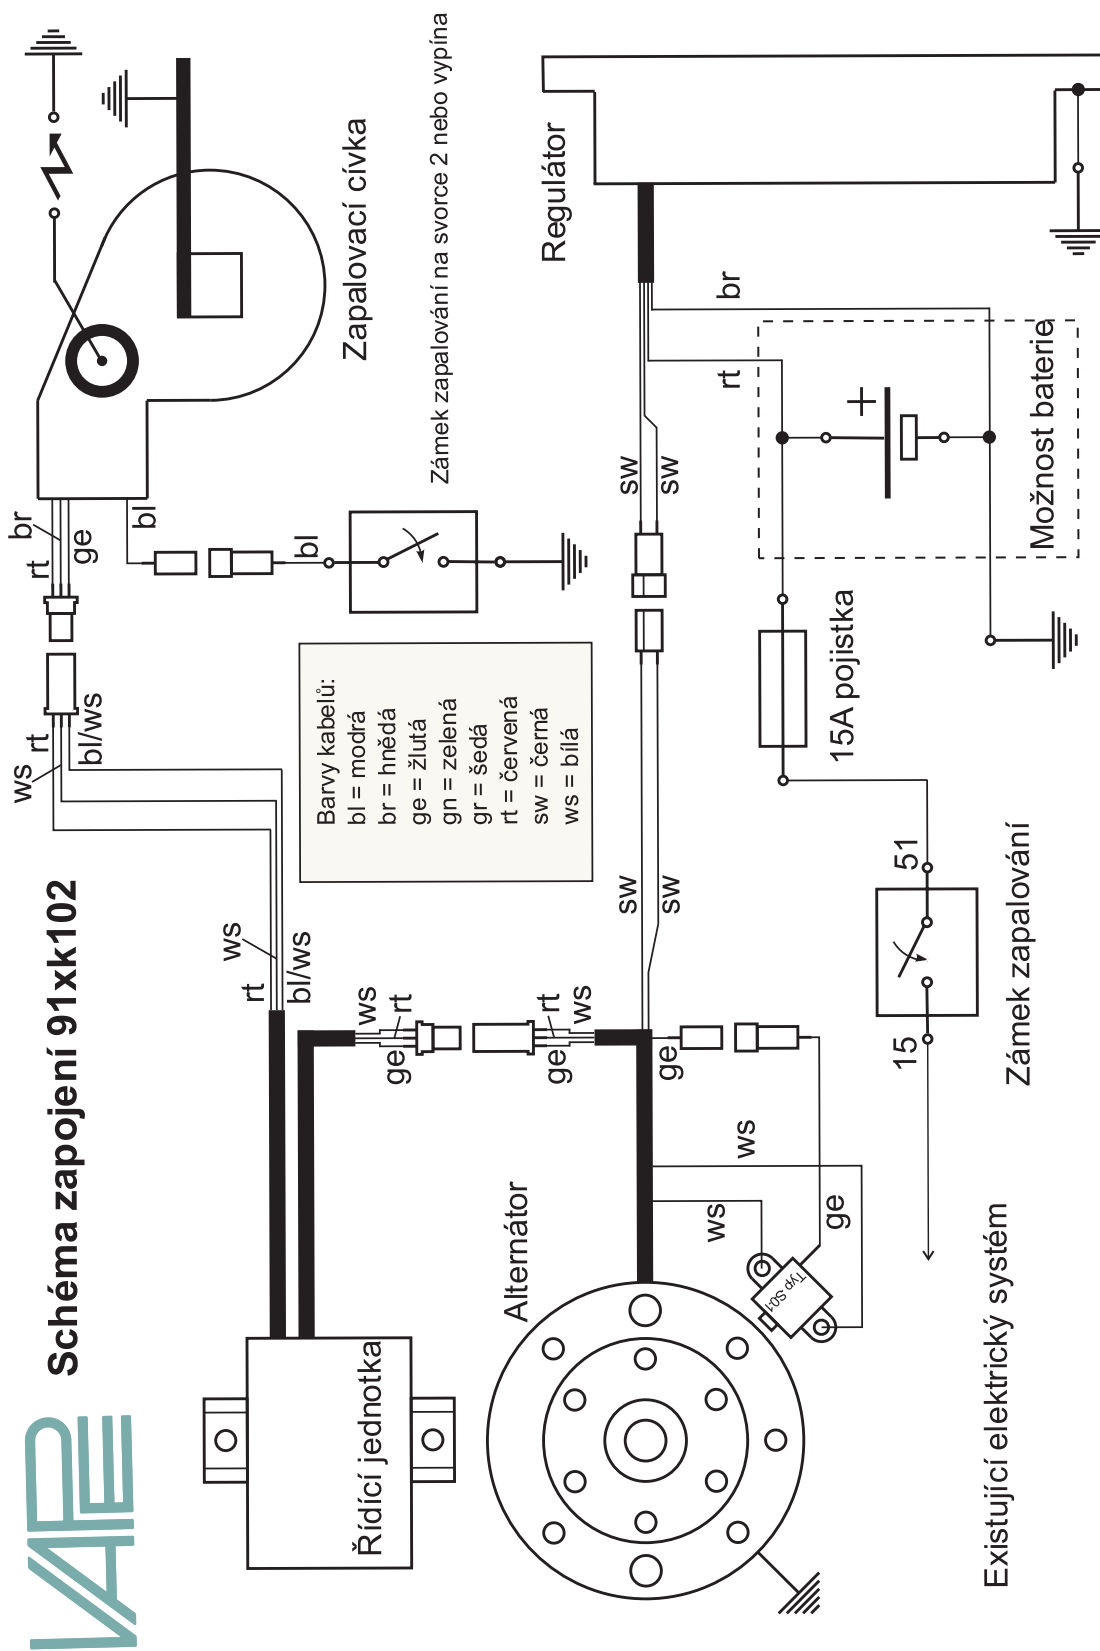 VAPE
Schéma zapojení 91xk102
br
rt
ge
bl
ws
rt
bl/ws
bl
Zapalovací cívka
Zámek zapalování na svorce 2 nebo vypína
Barvy kabelů:
bl = modrá
br = hnědá
ge = žlutá
gn = zelená
gr = šedá
rt = červená
sw = černá
ws = bílá
rt
ws
bl/ws
Řídící jednotka
ws
rt
ge
rt
ws
ge
ge
sw
sw
sw
sw
Regulátor
br
rt
Možnost baterie
15A pojistka
51
15
Zámek zapalování
Alternátor
ws
ws
ge
Typ S01
Existující elektrický systém